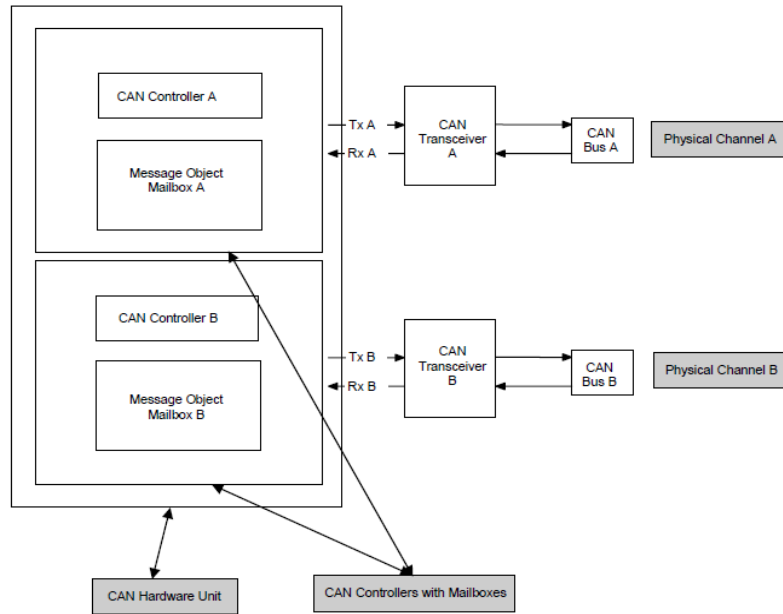 CAN Controller A
Message Object
Mailbox A
Tx A
Rx A
CAN
Transceiver
A
CAN
Bus A
Physical Channel A
CAN Controller B
Message Object
Mailbox B
Tx B
Rx B
CAN
Transceiver
B
CAN
Bus B
Physical Channel B
CAN Hardware Unit
CAN Controllers with Mailboxes